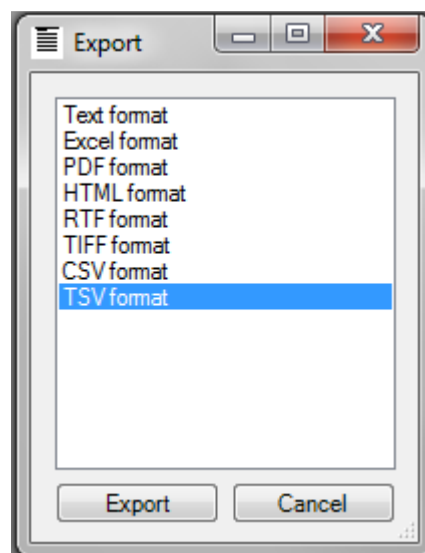 Export
Text format
Excel format
PDF format
HTML format
RTF format
TIFF format
CSV format
TSV format
Export Cancel